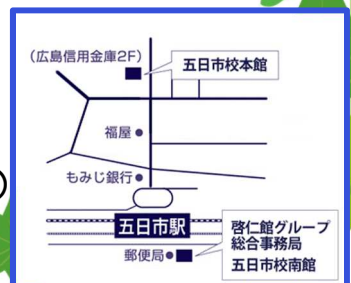 (広島信用金庫2F)
五日市校本館
福屋
もみじ銀行
五日市駅
郵便局
啓仁館グループ
総合事務局
五日市校南館